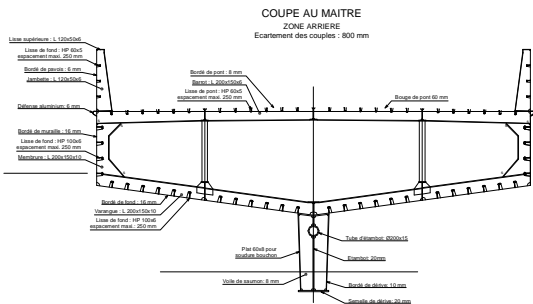 COUPE AU MAITRE
ZONE ARRIERE
Ecartement des couples : 800 mm
Lisse supérieure : L 120x50x6
Lisse de fond : HP 60x5
espacement maxi. 250 mm
Bordé de pavois : 6 mm
Jambette : L 120x50x6
Défense aluminium : 6 mm
Bordé de muraille : 16 mm
Lisse de fond : HP 100x6
espacement maxi. 250 mm
Membrure : L 200x150x10
Bordé de pont : 8 mm
Barrot : L 200x150x6
Lisse de pont : HP 60x5
espacement maxi. 250 mm
Bouge de pont 60 mm
Bordé de fond : 16 mm
Varangue : L 200x150x10
Lisse de fond : HP 100x6
espacement maxi. : 250 mm
Plat 60x8 pour
soudure bouchon
Tube d'étambot: Ø200x15
Etambot: 20mm
Voile de saumon: 8 mm
Bordé de dérive: 10 mm
Semelle de dérive: 20 mm